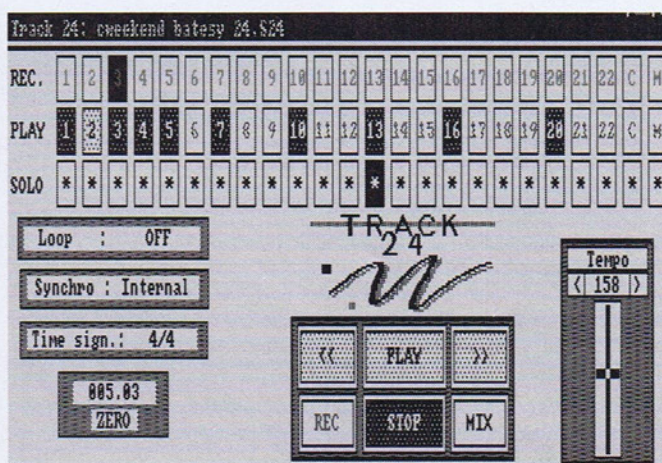 Track 24: cweekend batesy 24.S24
REC. 1 2 3 4 5 6 7 8 9 10 11 12 13 14 15 16 17 18 19 20 21 22 C M
PLAY 1 2 3 4 5 6 7 8 9 10 11 12 13 14 15 16 17 18 19 20 21 22 C M
SOLO * * * * * * * * * * * * * * * * * * * * * * * *
TRACK
24
Loop : OFF
Synchro : Internal
Time sign.: 4/4
005.03
ZERO
<< PLAY >>
REC STOP MIX
Tempo
< 158 >